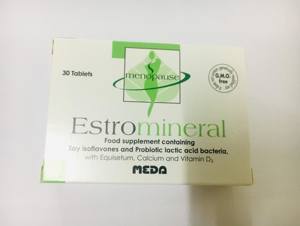 menopause
30 Tablets
G.M.O.
free
Estromineral
Food supplement containing
Soy isoflavones and Probiotic lactic acid bacteria,
with Equisetum, Calcium and Vitamin D₃
MEDA